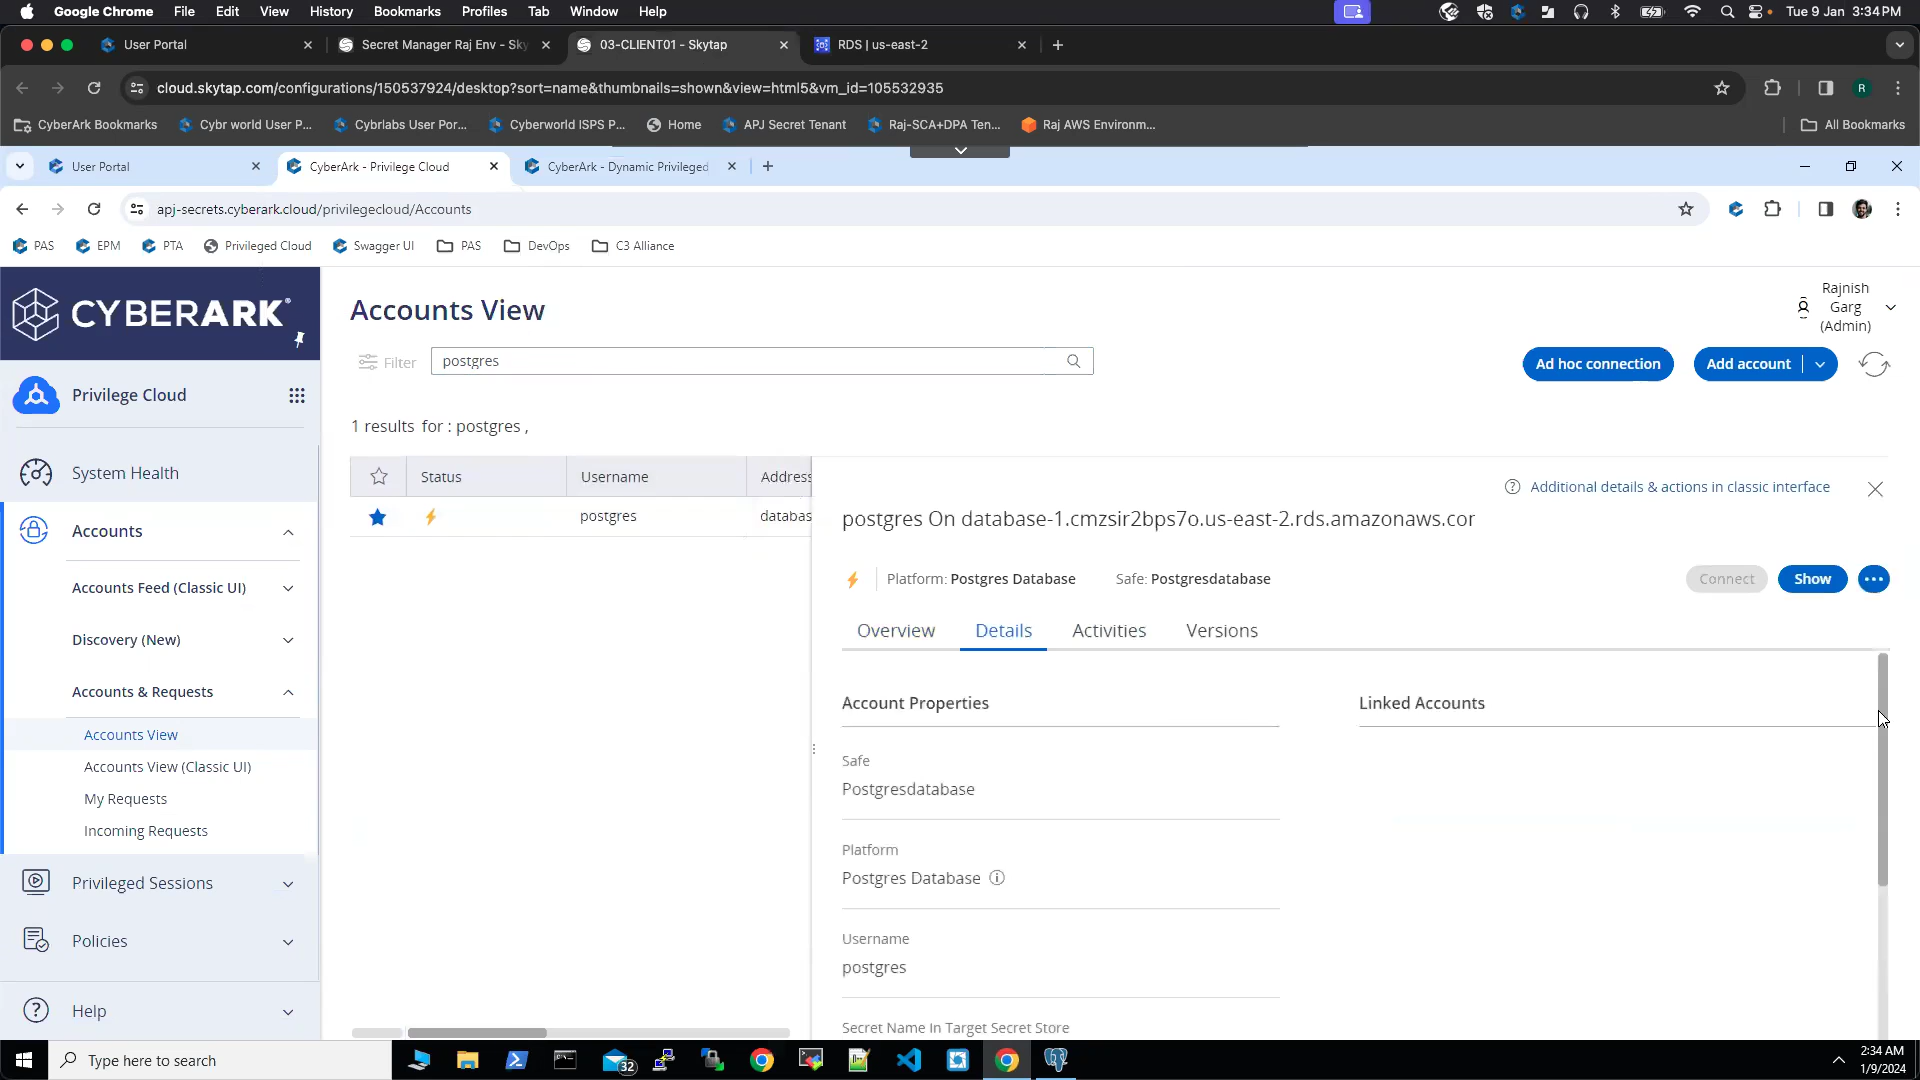 Google Chrome File Edit View History Bookmarks Profiles Tab Window Help Tue 9 Jan 3:34 PM
User Portal Secret Manager Raj Env - Sky 03-CLIENT01 - Skytap RDS | us-east-2
cloud.skytap.com/configurations/150537924/desktop?sort=name&thumbnails=shown&view=html5&vm_id=105532935 R
CyberArk Bookmarks Cybr world User P... Cybrlabs User Por... Cyberworld ISPS P... Home APJ Secret Tenant Raj-SCA+DPA Ten... Raj AWS Environm... All Bookmarks
User Portal CyberArk - Privilege Cloud CyberArk - Dynamic Privileged
apj-secrets.cyberark.cloud/privilegecloud/Accounts
PAS EPM PTA Privileged Cloud Swagger UI PAS DevOps C3 Alliance
CYBERARK®
Accounts View
Rajnish
Garg
(Admin)
Filter postgres Ad hoc connection Add account
Privilege Cloud
1 results for : postgres ,
System Health
Status Username Address
postgres databas
Additional details & actions in classic interface
postgres On database-1.cmzsir2bps7o.us-east-2.rds.amazonaws.cor
Accounts
Accounts Feed (Classic UI)
Platform: Postgres Database Safe: Postgresdatabase Connect Show
Discovery (New)
Overview Details Activities Versions
Accounts & Requests
Account Properties Linked Accounts
Accounts View
Accounts View (Classic UI)
My Requests
Incoming Requests
Safe
Postgresdatabase
Platform
Postgres Database
Privileged Sessions
Policies
Username
postgres
Help
Secret Name In Target Secret Store
Type here to search 32 2:34 AM
1/9/2024